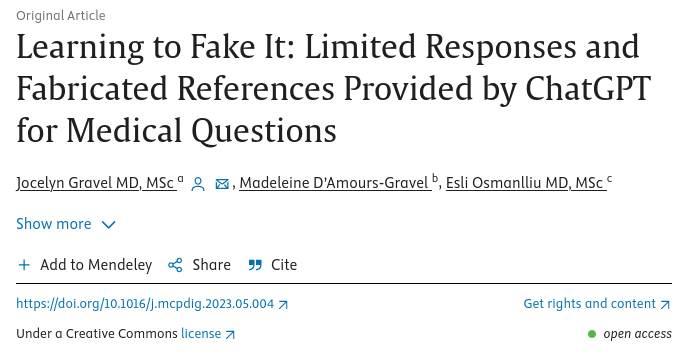 Original Article
Learning to Fake It: Limited Responses and
Fabricated References Provided by ChatGPT
for Medical Questions
Jocelyn Gravel MD, MSc a , Madeleine D’Amours-Gravel b, Esli Osmanlliu MD, MSc c
Show more
+ Add to Mendeley Share Cite
https://doi.org/10.1016/j.mcpdig.2023.05.004 Get rights and content
Under a Creative Commons license open access